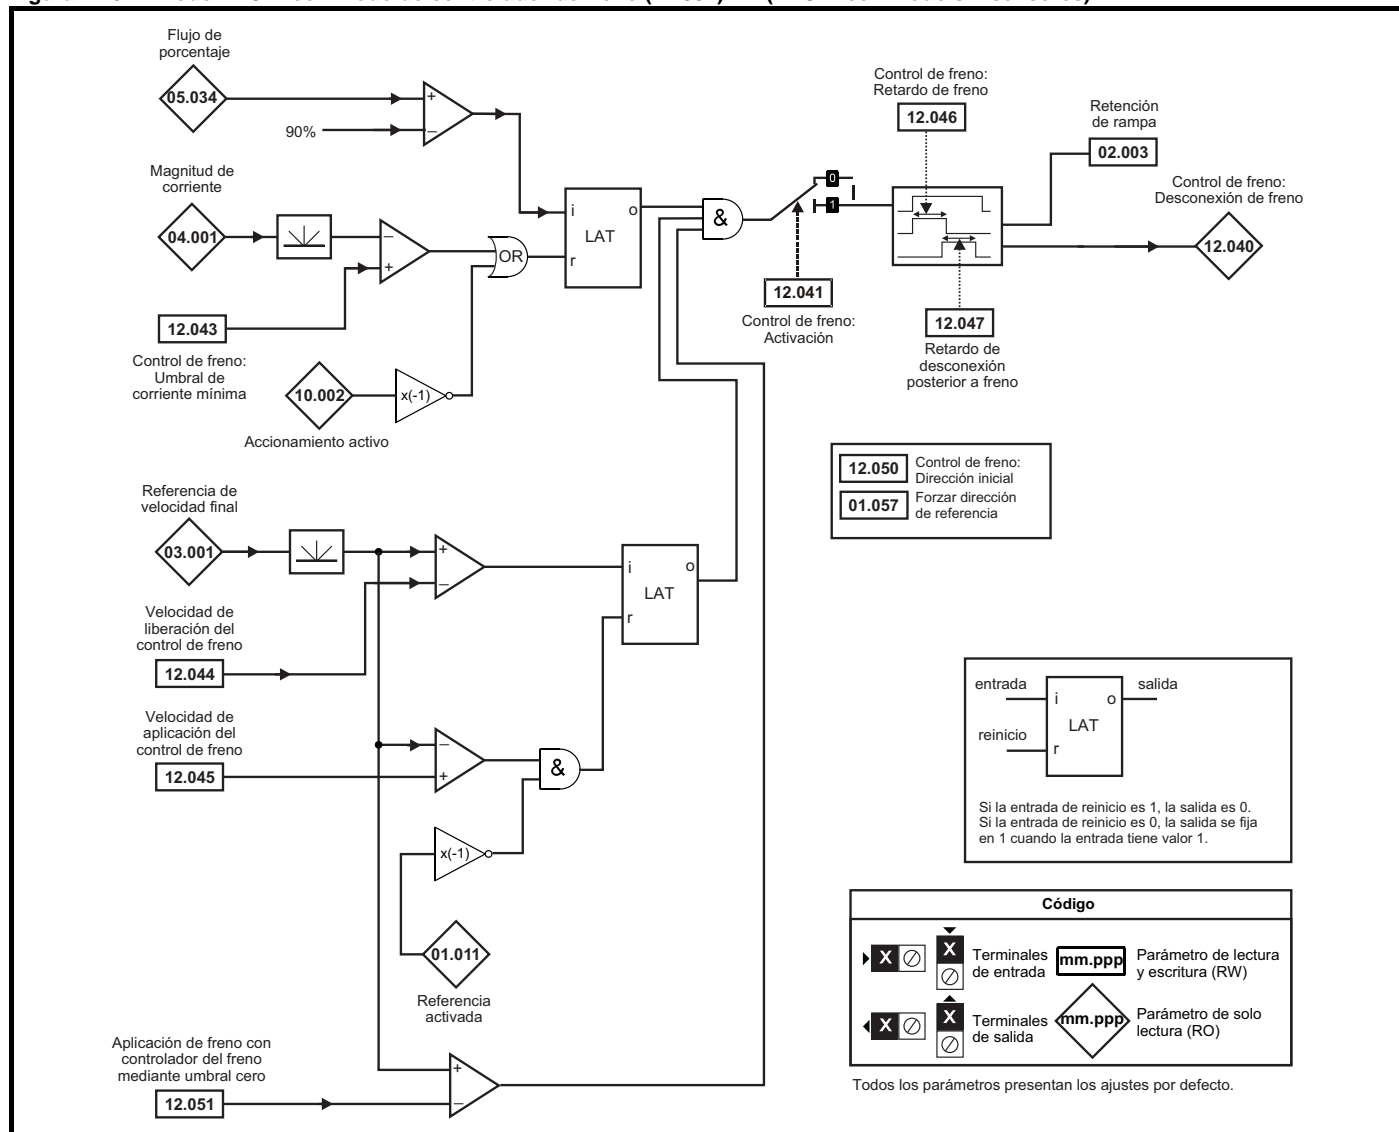 Flujo de
porcentaje
05.034
90%
+
–
Magnitud de
corriente
04.001
–
+
12.043
Control de freno:
Umbral de
corriente mínima
10.002
x(-1)
Accionamiento activo
OR
i
o
LAT
r
&
0
1
12.041
Control de freno:
Activación
Control de freno:
Retardo de freno
12.046
12.047
Retardo de
desconexión
posterior a freno
Retención
de rampa
02.003
Control de freno:
Desconexión de freno
12.040
12.050
Control de freno:
Dirección inicial
01.057
Forzar dirección
de referencia
Referencia de
velocidad final
03.001
+
–
Velocidad de
liberación del
control de freno
12.044
i
o
LAT
r
Velocidad de
aplicación del
control de freno
12.045
–
+
&
x(-1)
01.011
Referencia
activada
Aplicación de freno con
controlador del freno
mediante umbral cero
12.051
+
–
entrada
salida
i
o
LAT
reinicio
r
Si la entrada de reinicio es 1, la salida es 0.
Si la entrada de reinicio es 0, la salida se fija
en 1 cuando la entrada tiene valor 1.
Código
X
X
Terminales
de entrada
mm.ppp
Parámetro de lectura
y escritura (RW)
X
X
Terminales
de salida
mm.ppp
Parámetro de solo
lectura (RO)
Todos los parámetros presentan los ajustes por defecto.